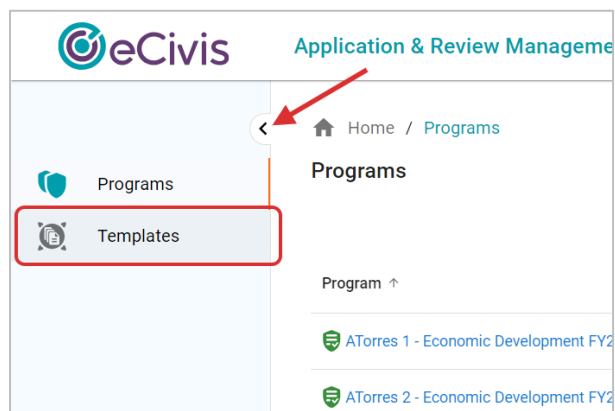 eCivis
Application & Review Manageme
Home / Programs
Programs
Programs
Templates
Program ↑
ATorres 1 - Economic Development FY2
ATorres 2 - Economic Development FY2